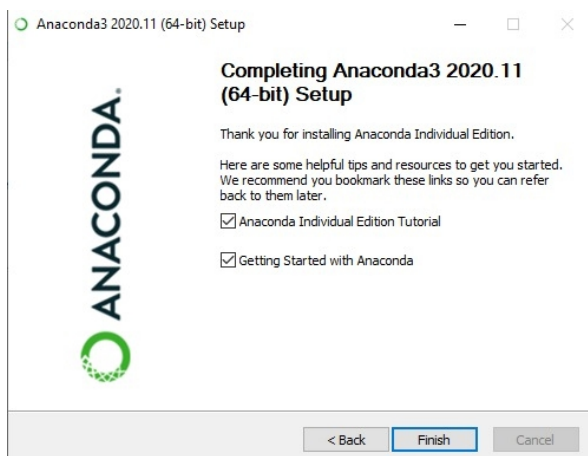 Anaconda3 2020.11 (64-bit) Setup
ANACONDA.
Completing Anaconda3 2020.11
(64-bit) Setup
Thank you for installing Anaconda Individual Edition.
Here are some helpful tips and resources to get you started.
We recommend you bookmark these links so you can refer
back to them later.
Anaconda Individual Edition Tutorial
Getting Started with Anaconda
< Back
Finish
Cancel